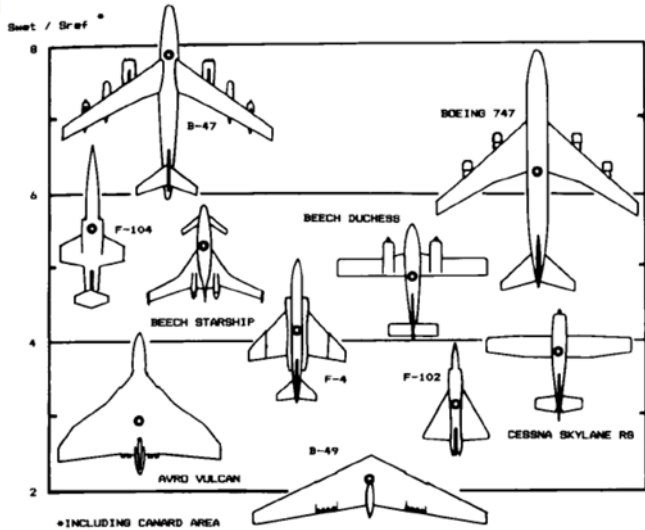 Swet / Sref *
8
B-47
BOEING 747
6
F-104
BEECH DUCHESS
BEECH STARSHIP
4
F-4
F-102
CESSNA SKYLANE RG
AVRO VULCAN
B-49
2
*INCLUDING CANARD AREA